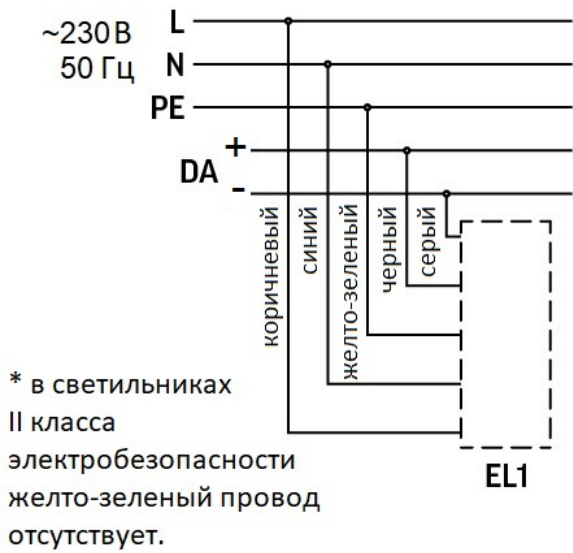 ~230 В
50 Гц
L
N
PE
DA
+
-
коричневый
синий
желто-зеленый
черный
серый
EL1
* в светильниках
II класса
электробезопасности
желто-зеленый провод
отсутствует.